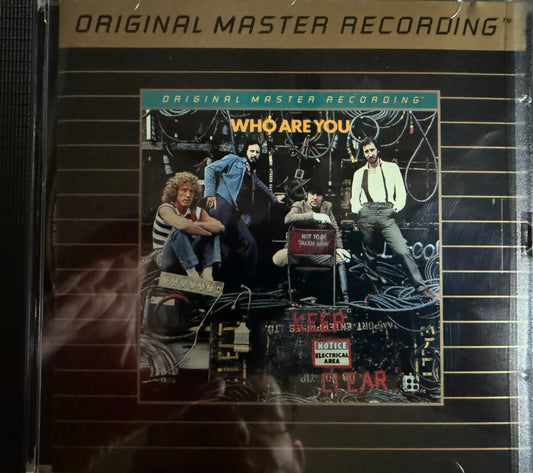 ORIGINAL MASTER RECORDING™
ORIGINAL MASTER RECORDING™
WHO ARE YOU
NOT TO BE
TAKEN AWAY
KEEP
NOTICE
ELECTRICAL
AREA
CLEAR